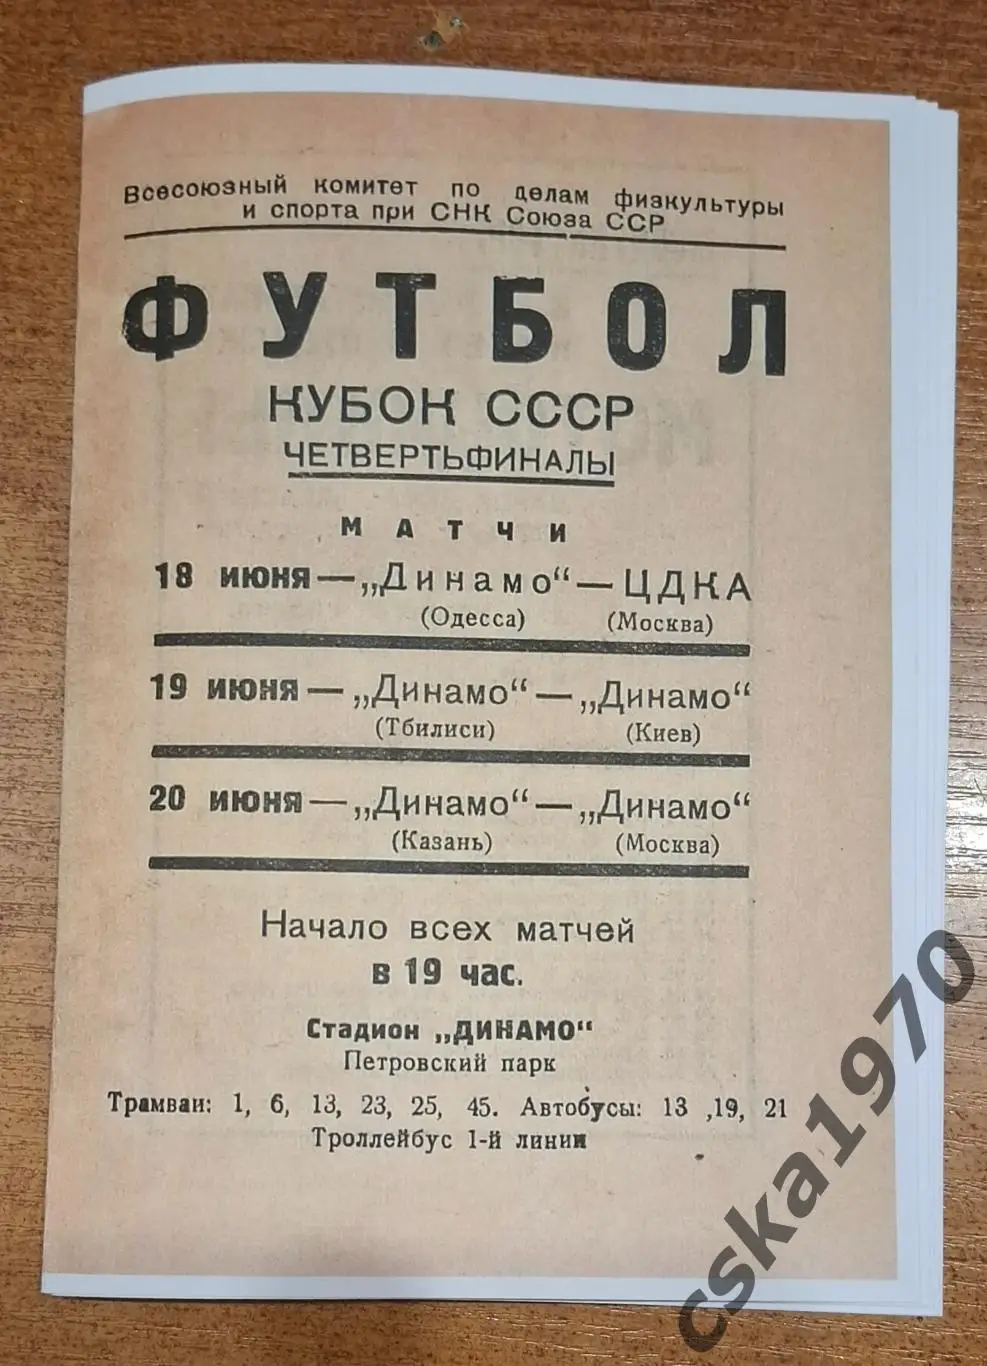 Всесоюзный комитет по делам физкультуры
и спорта при СНК Союза ССР
ФУТБОЛ
КУБОК СССР
ЧЕТВЕРТЬФИНАЛЫ
МАТЧИ
18 июня — „Динамо“ — ЦДКА
(Одесса) (Москва)
19 июня — „Динамо“ — „Динамо“
(Тбилиси) (Киев)
20 июня — „Динамо“ — „Динамо“
(Казань) (Москва)
Начало всех матчей
в 19 час.
Стадион „ДИНАМО“
Петровский парк
Трамваи: 1, 6, 13, 23, 25, 45. Автобусы: 13 ,19, 21
Троллейбус 1-й линии
cska1970